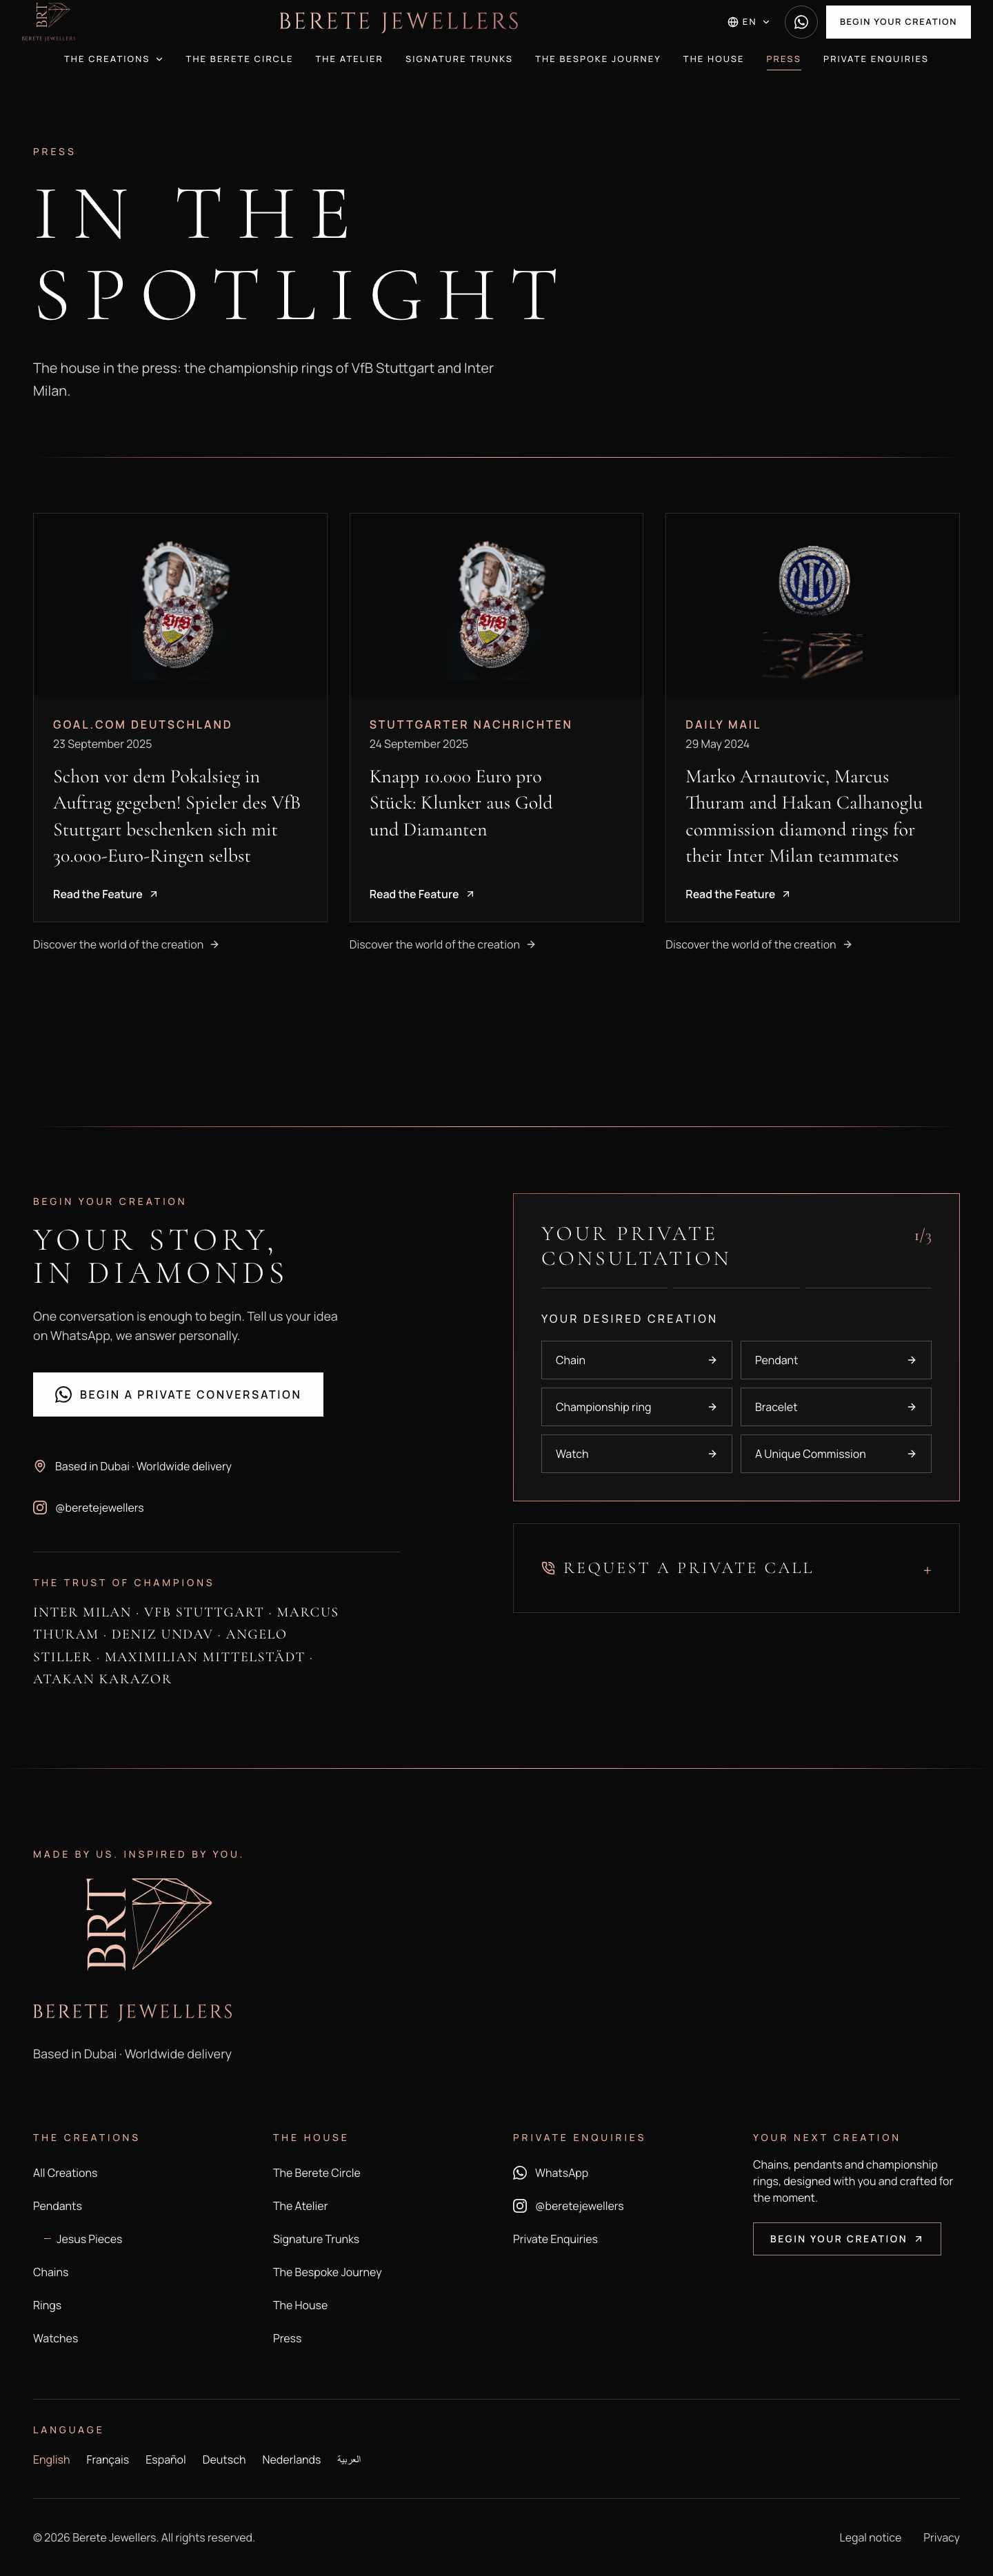 BRT
BERETE JEWELLERS
BERETE JEWELLERS
EN
BEGIN YOUR CREATION
THE CREATIONS
THE BERETE CIRCLE
THE ATELIER
SIGNATURE TRUNKS
THE BESPOKE JOURNEY
THE HOUSE
PRESS
PRIVATE ENQUIRIES
PRESS
IN THE
SPOTLIGHT
The house in the press: the championship rings of VfB Stuttgart and Inter
Milan.
VfB
GOAL.COM DEUTSCHLAND
23 September 2025
Schon vor dem Pokalsieg in
Auftrag gegeben! Spieler des VfB
Stuttgart beschenken sich mit
30.000-Euro-Ringen selbst
Read the Feature
Discover the world of the creation
VfB
STUTTGARTER NACHRICHTEN
24 September 2025
Knapp 10.000 Euro pro
Stück: Klunker aus Gold
und Diamanten
Read the Feature
Discover the world of the creation
DAILY MAIL
29 May 2024
Marko Arnautovic, Marcus
Thuram and Hakan Calhanoglu
commission diamond rings for
their Inter Milan teammates
Read the Feature
Discover the world of the creation
BEGIN YOUR CREATION
YOUR STORY,
IN DIAMONDS
One conversation is enough to begin. Tell us your idea
on WhatsApp, we answer personally.
BEGIN A PRIVATE CONVERSATION
Based in Dubai · Worldwide delivery
@beretejewellers
THE TRUST OF CHAMPIONS
INTER MILAN · VFB STUTTGART · MARCUS
THURAM · DENIZ UNDAV · ANGELO
STILLER · MAXIMILIAN MITTELSTÄDT ·
ATAKAN KARAZOR
YOUR PRIVATE
CONSULTATION
1/3
YOUR DESIRED CREATION
Chain
Pendant
Championship ring
Bracelet
Watch
A Unique Commission
REQUEST A PRIVATE CALL
+
MADE BY US. INSPIRED BY YOU.
BRT
BERETE JEWELLERS
Based in Dubai · Worldwide delivery
THE CREATIONS
All Creations
Pendants
— Jesus Pieces
Chains
Rings
Watches
THE HOUSE
The Berete Circle
The Atelier
Signature Trunks
The Bespoke Journey
The House
Press
PRIVATE ENQUIRIES
WhatsApp
@beretejewellers
Private Enquiries
YOUR NEXT CREATION
Chains, pendants and championship
rings, designed with you and crafted for
the moment.
BEGIN YOUR CREATION
LANGUAGE
English Français Español Deutsch Nederlands العربية
© 2026 Berete Jewellers. All rights reserved.
Legal notice Privacy